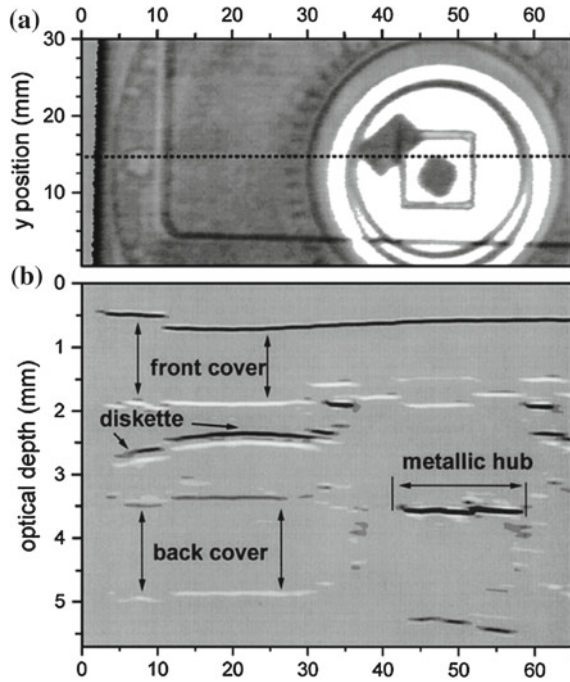 0 10 20 30 40 50 60
(a)
30
20
10
0
y position (mm)
(b)
0
1
2
3
4
5
optical depth (mm)
front cover
diskette
metallic hub
back cover
0 10 20 30 40 50 60